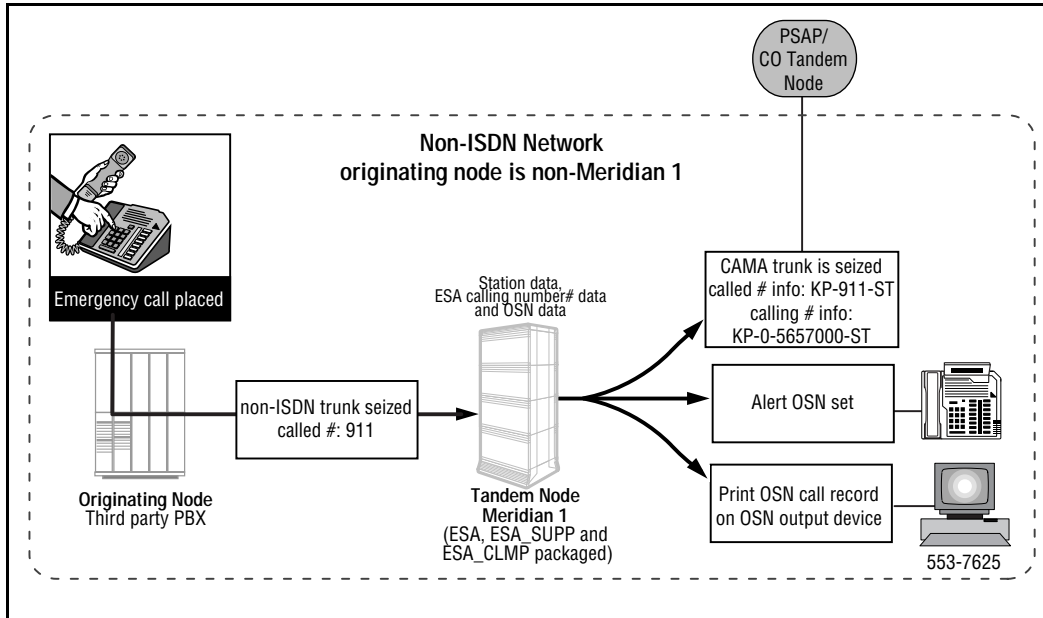 PSAP/
CO Tandem
Node
Non-ISDN Network
originating node is non-Meridian 1
Emergency call placed
Station data,
ESA calling number# data
and OSN data
CAMA trunk is seized
called # info: KP-911-ST
calling # info:
KP-0-5657000-ST
non-ISDN trunk seized
called #: 911
Alert OSN set
Originating Node
Third party PBX
Tandem Node
Meridian 1
(ESA, ESA_SUPP and
ESA_CLMP packaged)
Print OSN call record
on OSN output device
553-7625